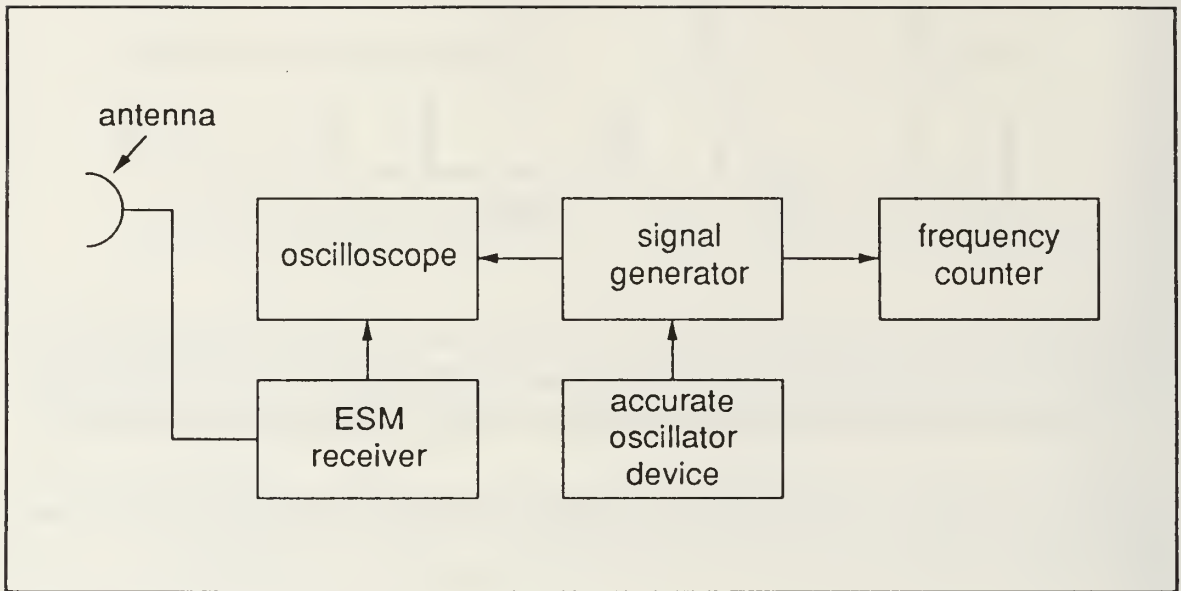 antenna
oscilloscope
signal
generator
frequency
counter
ESM
receiver
accurate
oscillator
device